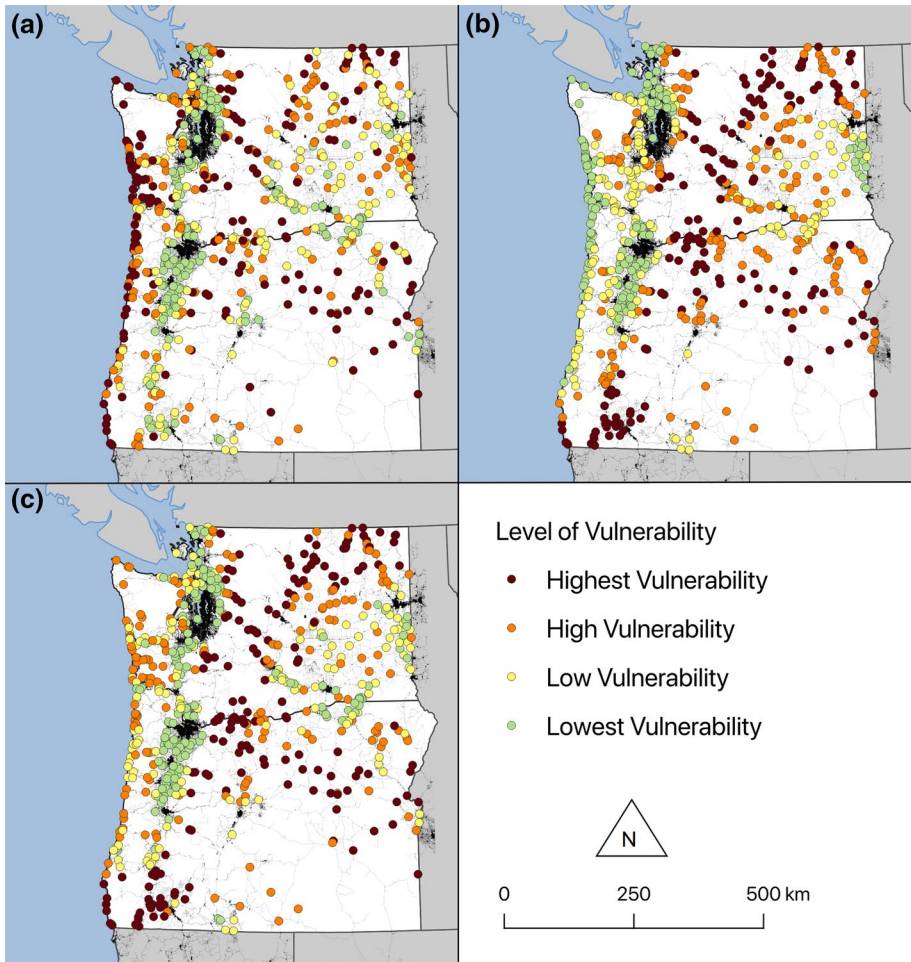 (a)
(b)
(c)
Level of Vulnerability
Highest Vulnerability
High Vulnerability
Low Vulnerability
Lowest Vulnerability
N
0 250 500 km